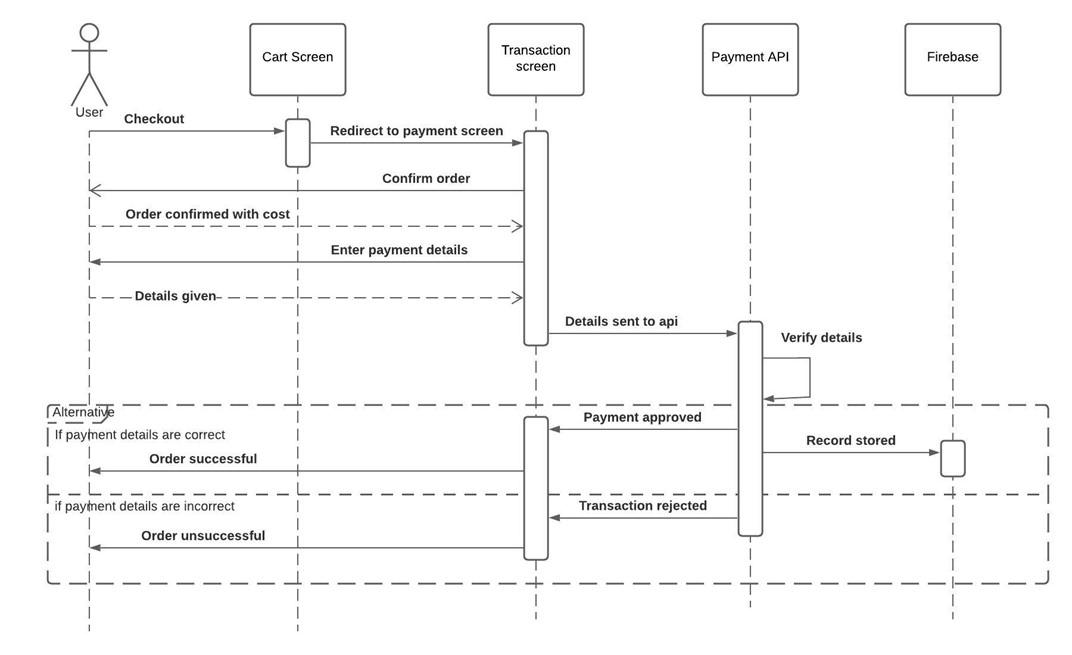 User
Cart Screen
Transaction
screen
Payment API
Firebase
Checkout
Redirect to payment screen
Confirm order
Order confirmed with cost
Enter payment details
Details given
Details sent to api
Verify details
Alternative
If payment details are correct
Payment approved
Record stored
Order successful
if payment details are incorrect
Transaction rejected
Order unsuccessful